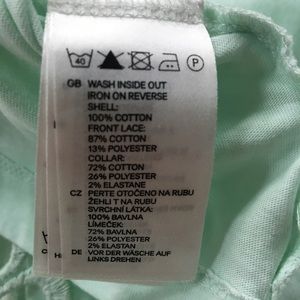 40 P
GB WASH INSIDE OUT
IRON ON REVERSE
SHELL:
100% COTTON
FRONT LACE:
87% COTTON
13% POLYESTER
COLLAR:
72% COTTON
26% POLYESTER
2% ELASTANE
CZ PERTE OTOČENO NA RUBU
ŽEHLIT NA RUBU
SVRCHNÍ LÁTKA:
100% BAVLNA
LÍMEČEK:
72% BAVLNA
26% POLYESTER
2% ELASTAN
DE VOR DER WÄSCHE AUF
LINKS DREHEN